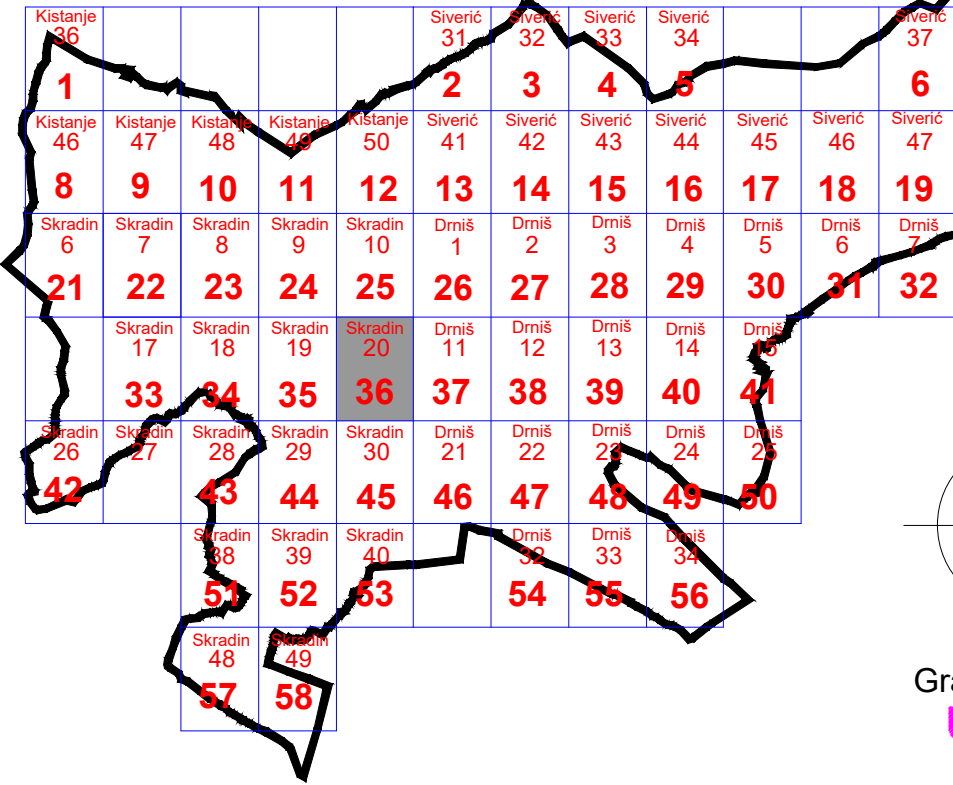 Kistanje Siverić Siverić Siverić Siverić Siverić
36 31 32 33 34 37
1 2 3 4 5 6
Kistanje Kistanje Kistanje Kistanje Kistanje Siverić Siverić Siverić Siverić Siverić Siverić Siverić
46 47 48 49 50 41 42 43 44 45 46 47
8 9 10 11 12 13 14 15 16 17 18 19
Skradin Skradin Skradin Skradin Skradin Drniš Drniš Drniš Drniš Drniš Drniš Drniš
6 7 8 9 10 1 2 3 4 5 6 7
21 22 23 24 25 26 27 28 29 30 31 32
Skradin Skradin Skradin Skradin Drniš Drniš Drniš Drniš Drniš
17 18 19 20 11 12 13 14 15
33 34 35 36 37 38 39 40 41
Skradin Skradin Skradin Skradin Skradin Drniš Drniš Drniš Drniš Drniš
26 27 28 29 30 21 22 23 24 25
42 43 44 45 46 47 48 49 50
Skradin Skradin Skradin Drniš Drniš Drniš
38 39 40 32 33 34
51 52 53 54 55 56
Skradin Skradin
48 49
57 58
Gra